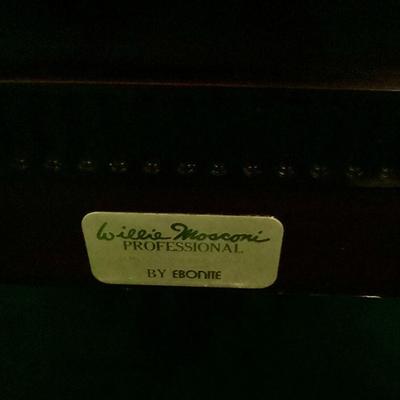 Willie Mosconi
PROFESSIONAL
BY EBONITE